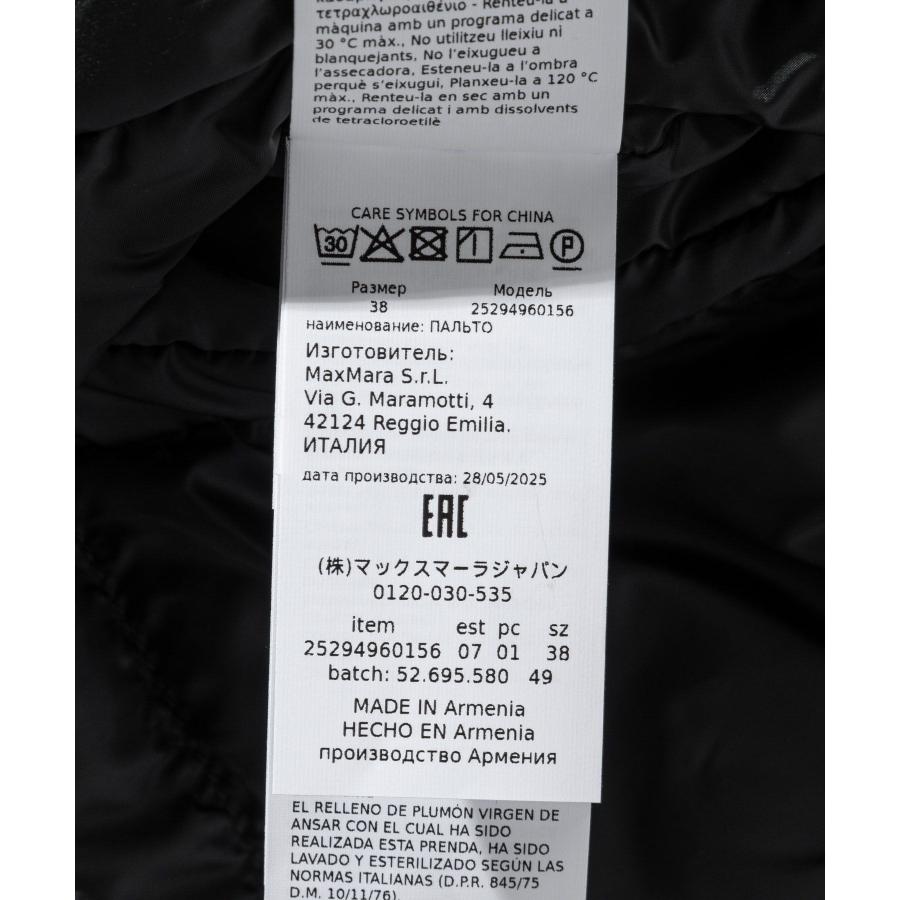 τετραχλωροαιθένιο - Renteu-la a
màquina amb un programa delicat a
30 °C màx., No utilitzeu lleixiu ni
blanquejants, No l'eixugueu a
l'assecadora, Esteneu-la a l'ombra
perquè s'eixugui, Planxeu-la a 120 °C
màx., Renteu-la en sec amb un
programa delicat i amb dissolvents
de tetracloroetilè
CARE SYMBOLS FOR CHINA
30 P
Размер Модель
38 25294960156
наименование: ПАЛЬТО
Изготовитель:
MaxMara S.r.L.
Via G. Maramotti, 4
42124 Reggio Emilia.
ИТАЛИЯ
дата производства: 28/05/2025
EAC
(株)マックスマーラジャパン
0120-030-535
item est pc sz
25294960156 07 01 38
batch: 52.695.580 49
MADE IN Armenia
HECHO EN Armenia
производство Армения
EL RELLENO DE PLUMÓN VIRGEN DE
ANSAR CON EL CUAL HA SIDO
REALIZADA ESTA PRENDA, HA SIDO
LAVADO Y ESTERILIZADO SEGÚN LAS
NORMAS ITALIANAS (D.P.R. 845/75
D.M. 10/11/76).